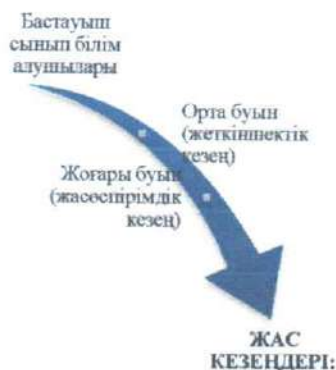 Бастауыш
сынып білім
алушылары
Орта буын
(жеткіншектік
кезең)
Жоғары буын
(жасөспірімдік
кезең)
ЖАС
КЕЗЕҢДЕРІ: